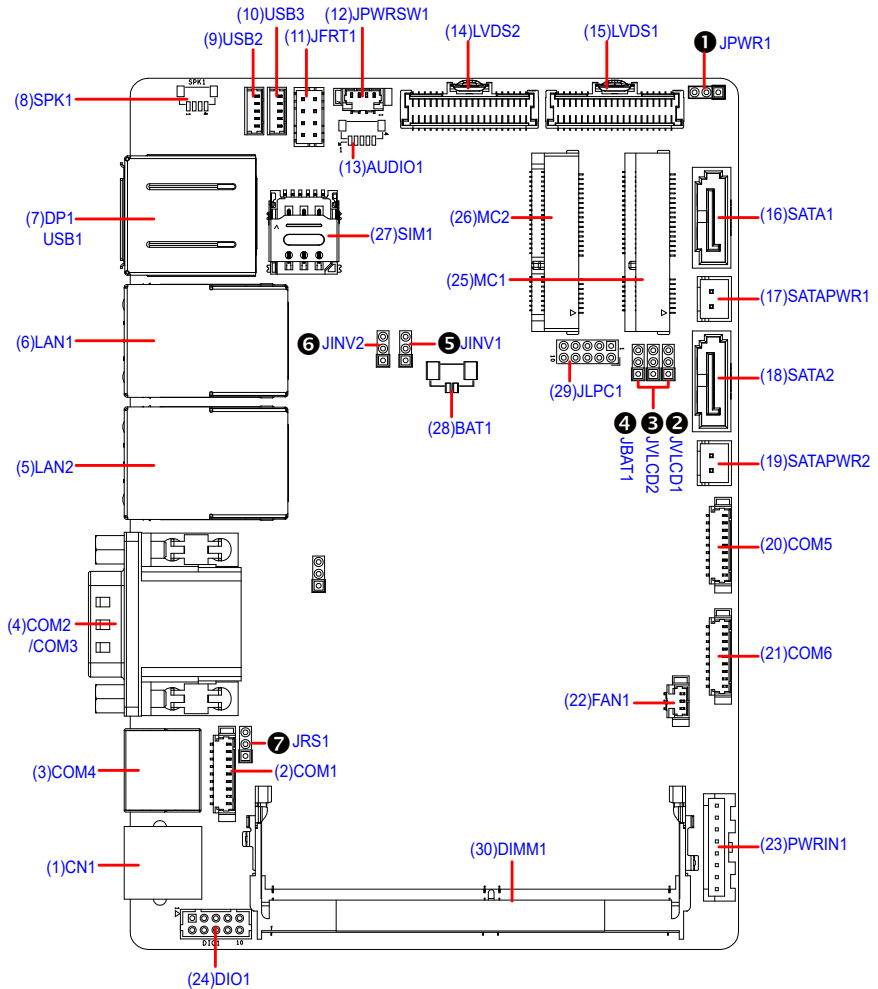 (10)USB3
(12)JPWRSW1
(9)USB2
(11)JFRT1
(14)LVDS2
(15)LVDS1
❶ JPWR1
SPK1
(8)SPK1
(13)AUDIO1
(7)DP1
USB1
(27)SIM1
(26)MC2
(16)SATA1
(25)MC1
(17)SATAPWR1
(6)LAN1
❻ JINV2
❺ JINV1
(29)JLPC1
(18)SATA2
(28)BAT1
❹ JBAT1
❸ JVLCD2
❷ JVLCD1
(5)LAN2
(19)SATAPWR2
(20)COM5
(4)COM2
/COM3
(21)COM6
(22)FAN1
❼ JRS1
(3)COM4
(2)COM1
(23)PWRIN1
(30)DIMM1
(1)CN1
DIO1 10
(24)DIO1